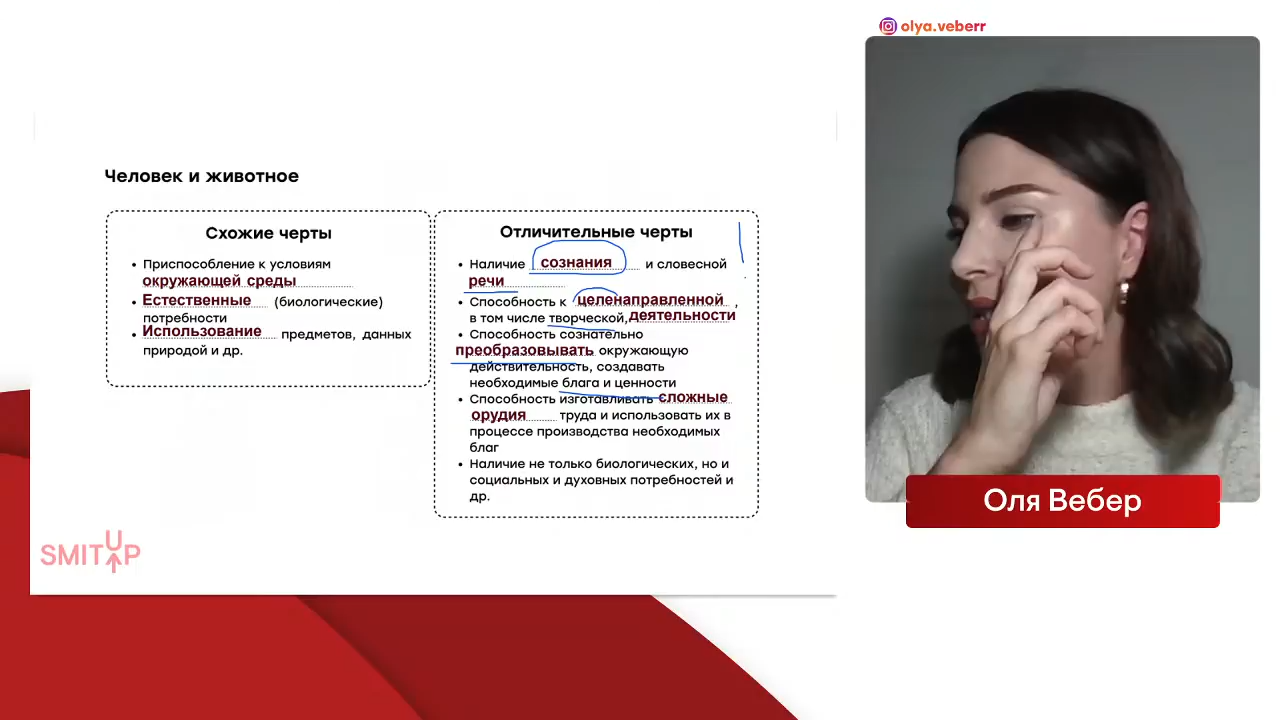 olya.veberr
Человек и животное
Схожие черты
• Приспособление к условиям
окружающей среды
• Естественные (биологические)
потребности
• Использование предметов, данных
природой и др.
Отличительные черты
• Наличие сознания и словесной
речи
• Способность к целенаправленной ,
в том числе творческой, деятельности
• Способность сознательно
преобразовывать окружающую
действительность, создавать
необходимые блага и ценности
• Способность изготавливать сложные
орудия труда и использовать их в
процессе производства необходимых
благ
• Наличие не только биологических, но и
социальных и духовных потребностей и
др.
SMITUP
Оля Вебер